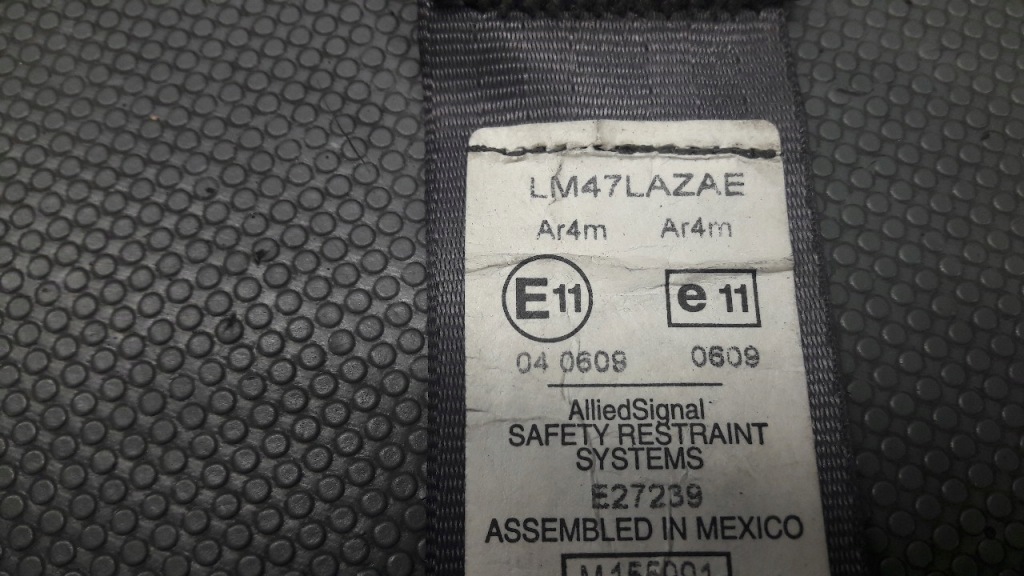 LM47LAZAE
Ar4m Ar4m
E11 e 11
04 0609 0609
AlliedSignal
SAFETY RESTRAINT
SYSTEMS
E27239
ASSEMBLED IN MEXICO